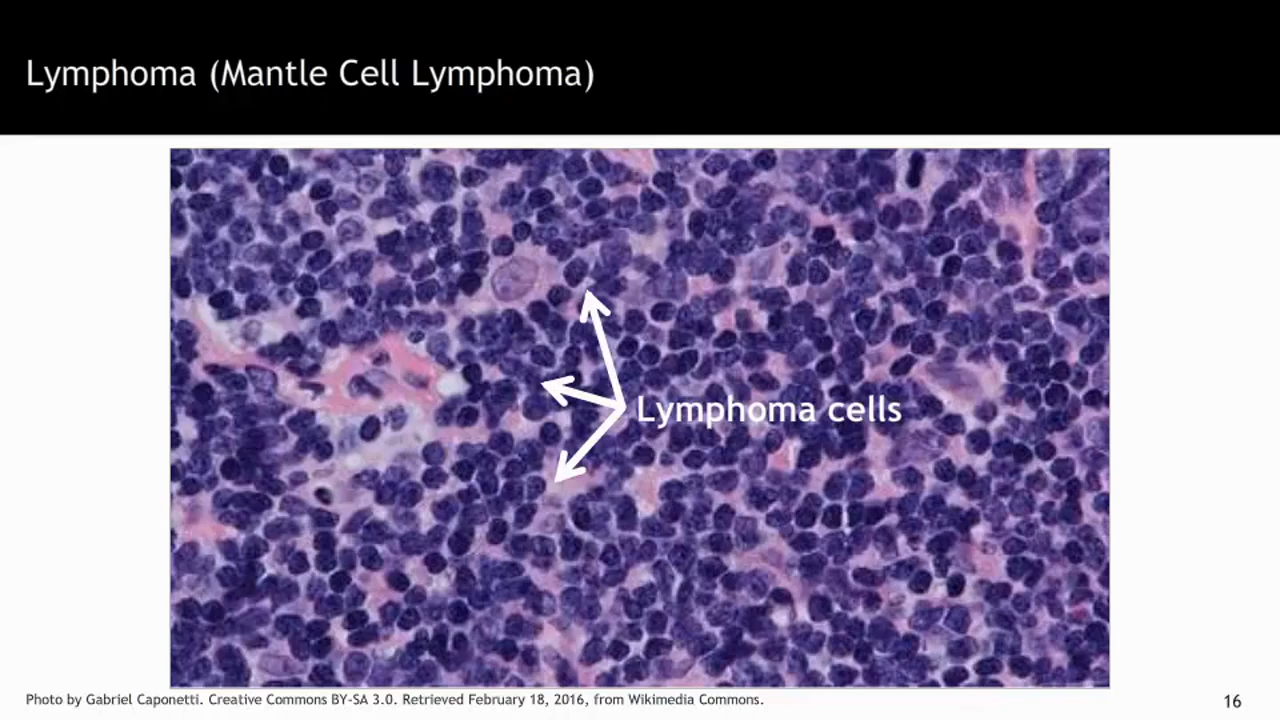 Lymphoma (Mantle Cell Lymphoma)
Lymphoma cells
Photo by Gabriel Caponetti. Creative Commons BY-SA 3.0. Retrieved February 18, 2016, from Wikimedia Commons.
16